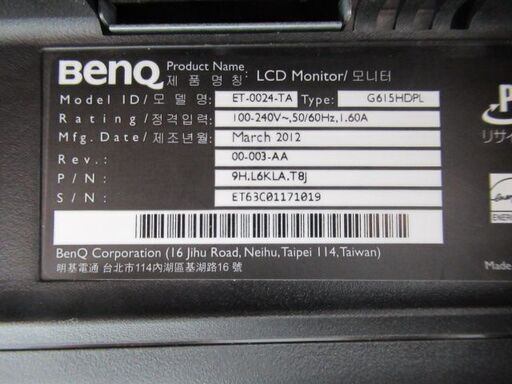 BenQ
Product Name
제 품 명 칭: LCD Monitor/모니터
Model ID/모 델 명: ET-0024-TA Type: G615HDPL
Rating/정격입력: 100-240V~,50/60Hz,1.60A
Mfg. Date/제조년월: March 2012
Rev.: 00-003-AA
P/N: 9H.L6KLA.T8J
S/N: ET63C01171019
BenQ Corporation (16 Jihu Road, Neihu, Taipei 114, Taiwan)
明基電通 台北市114內湖區基湖路16 號
リサイ
ENERG
Made